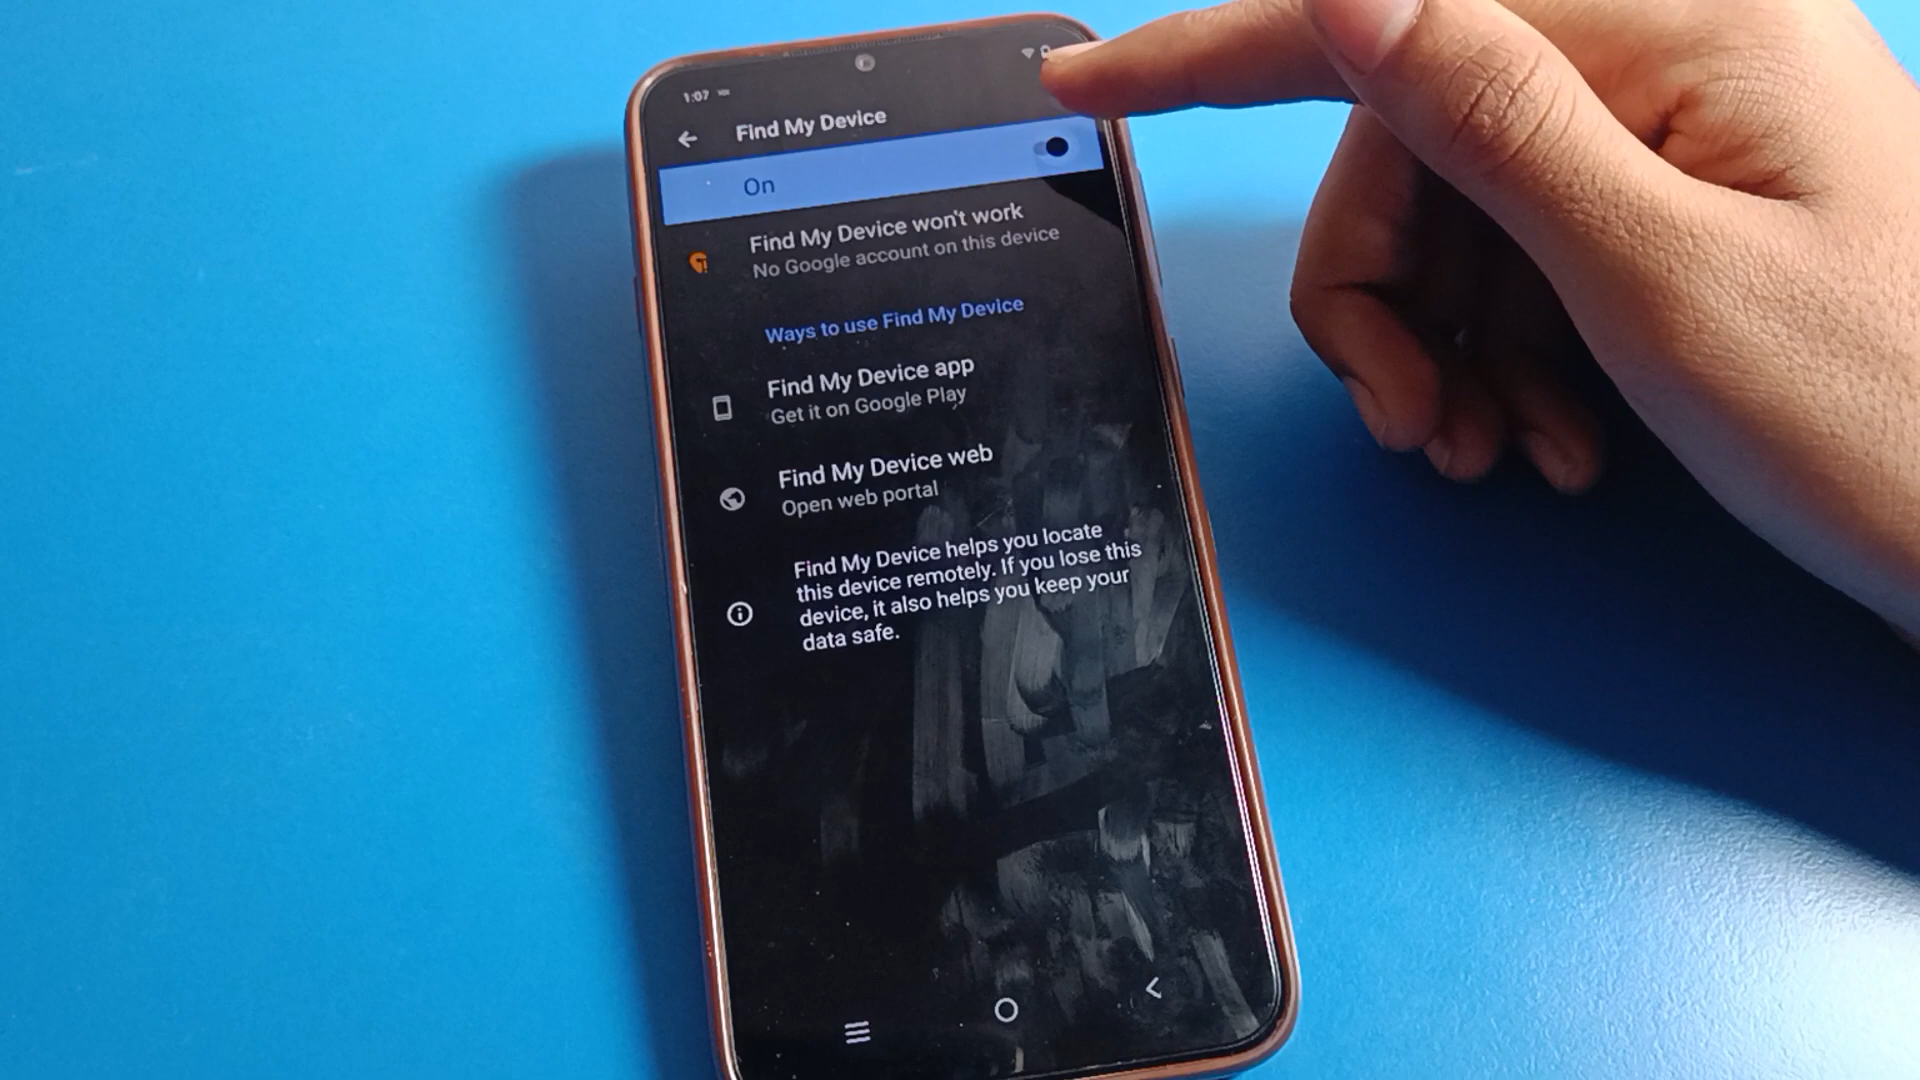 1:07
Find My Device
On
Find My Device won't work
No Google account on this device
Ways to use Find My Device
Find My Device app
Get it on Google Play
Find My Device web
Open web portal
Find My Device helps you locate
this device remotely. If you lose this
device, it also helps you keep your
data safe.